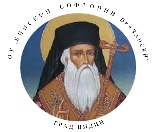 ОУ „ЕПИСКОП СОФРОНИЙ ВРАЧАНСКИ“
ГРАД ВИДИН